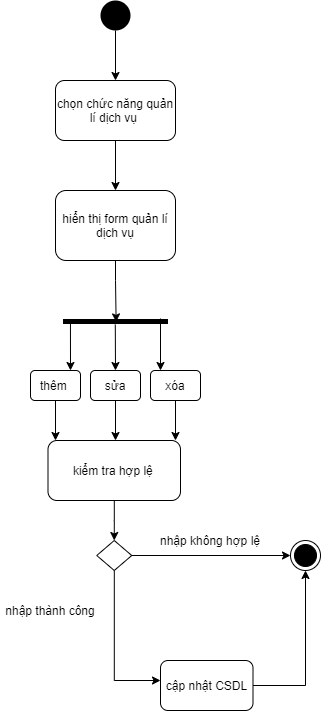 chọn chức năng quản
lí dịch vụ
hiển thị form quản lí
dịch vụ
thêm
sửa
xóa
kiểm tra hợp lệ
nhập không hợp lệ
nhập thành công
cập nhật CSDL